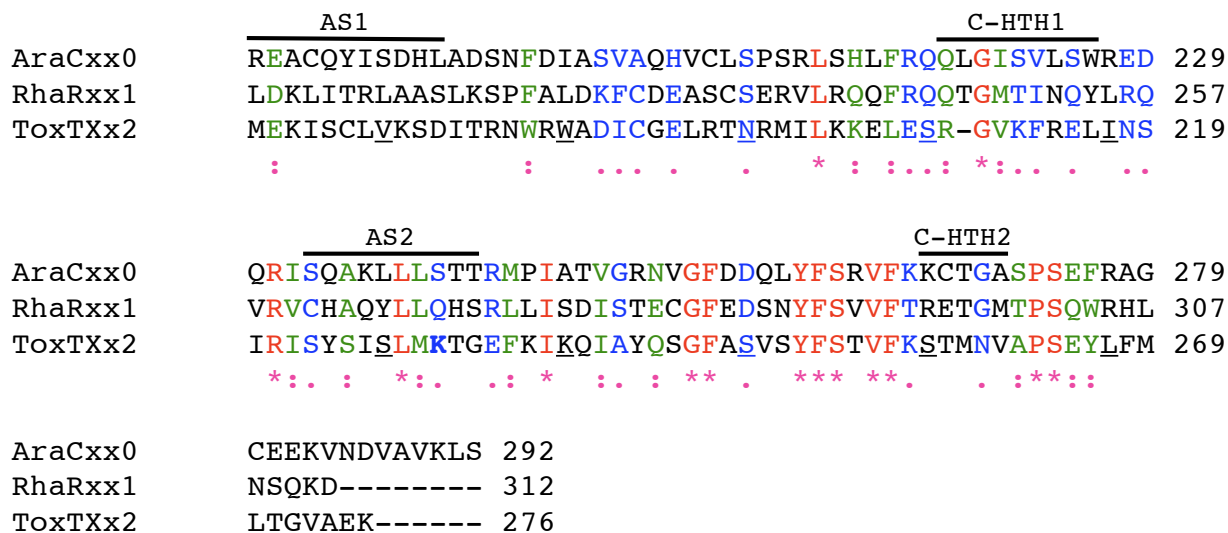 AS1 C-HTH1
AraCxx0 REACQYISDHLADSNFDIASVAQHVCLSPSRLSHLFRQQLGISVLSWRED 229
RhaRxx1 LDKLITRLAASLKSPFALDKFCDEASCSERVLRQQFRQQTGMTINQYLRQ 257
ToxTXx2 MEKISCLVKSDITRNWRWADICGELRTNRMILKKELESR-GVKFRELINS 219
: : ... . . * : :..: *:.. . ..
AS2 C-HTH2
AraCxx0 QRISQAKLLLSTTRMPIATVGRNVGFDDQLYFSRVFKKCTGASPSEFRAG 279
RhaRxx1 VRVCHAQYLLQHSRLLISDISTECGFEDSNYFSVVFTRETGMTPSQWRHL 307
ToxTXx2 IRISYSISLMKTGEFKIKQIAYQSGFASVSYFSTVFKSTMNVAPSEYLFM 269
*:. : *:. .: * :. : ** . *** **. . :**::
AraCxx0 CEEKVNDVAVKLS 292
RhaRxx1 NSQKD-------- 312
ToxTXx2 LTGVAEK------ 276